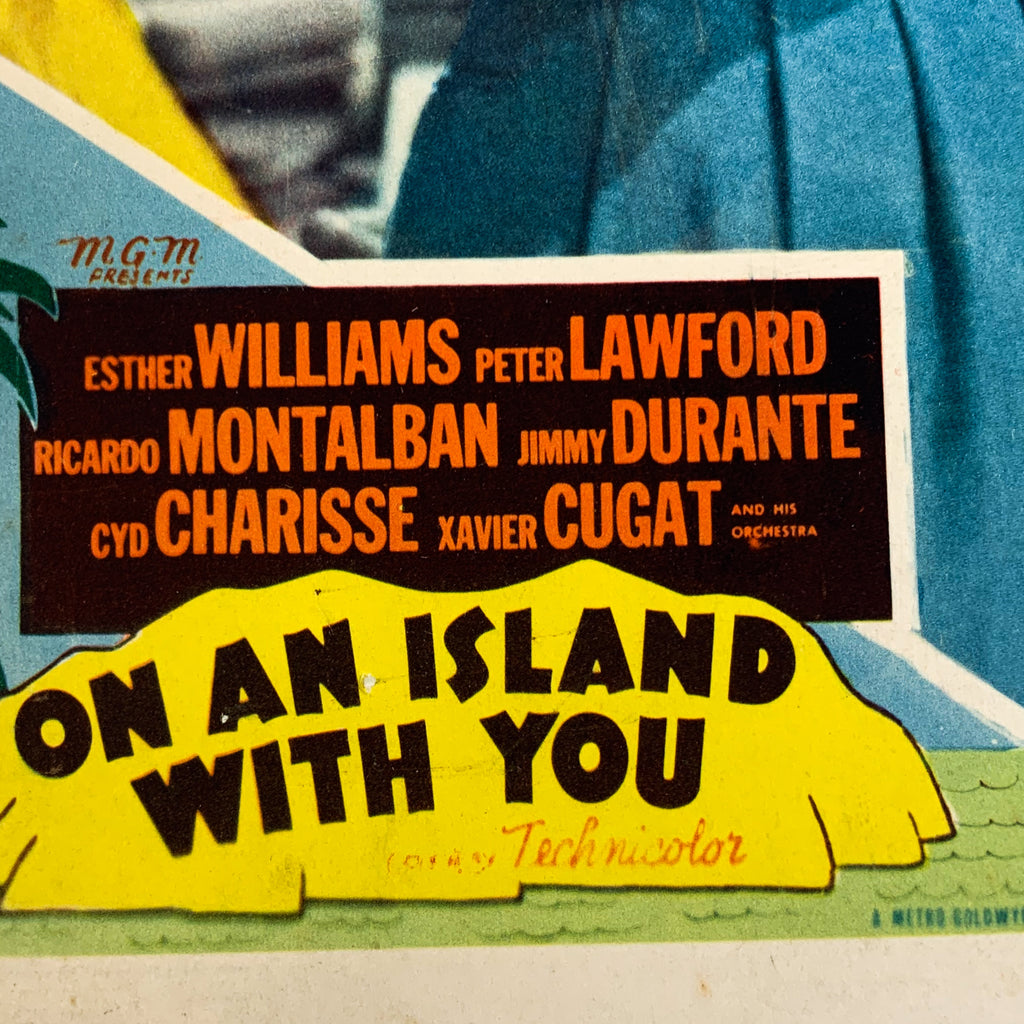 M.G.M
PRESENTS
ESTHER WILLIAMS PETER LAWFORD
RICARDO MONTALBAN JIMMY DURANTE
CYD CHARISSE XAVIER CUGAT AND HIS ORCHESTRA
ON AN ISLAND
WITH YOU
Technicolor
A METRO GOLDWY